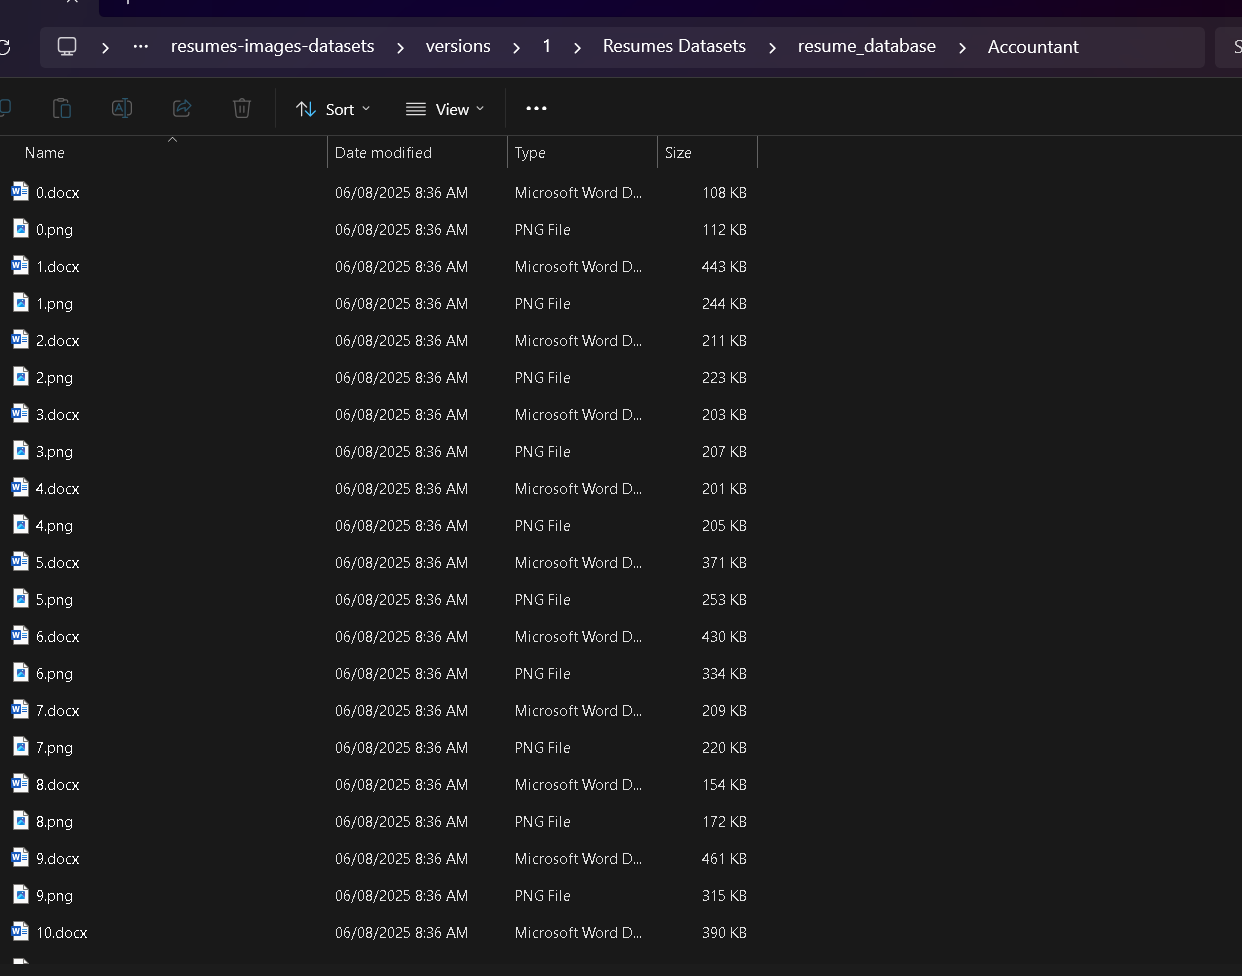 resumes-images-datasets > versions > 1 > Resumes Datasets > resume_database > Accountant
Sort View
Name Date modified Type Size
0.docx 06/08/2025 8:36 AM Microsoft Word D... 108 KB
0.png 06/08/2025 8:36 AM PNG File 112 KB
1.docx 06/08/2025 8:36 AM Microsoft Word D... 443 KB
1.png 06/08/2025 8:36 AM PNG File 244 KB
2.docx 06/08/2025 8:36 AM Microsoft Word D... 211 KB
2.png 06/08/2025 8:36 AM PNG File 223 KB
3.docx 06/08/2025 8:36 AM Microsoft Word D... 203 KB
3.png 06/08/2025 8:36 AM PNG File 207 KB
4.docx 06/08/2025 8:36 AM Microsoft Word D... 201 KB
4.png 06/08/2025 8:36 AM PNG File 205 KB
5.docx 06/08/2025 8:36 AM Microsoft Word D... 371 KB
5.png 06/08/2025 8:36 AM PNG File 253 KB
6.docx 06/08/2025 8:36 AM Microsoft Word D... 430 KB
6.png 06/08/2025 8:36 AM PNG File 334 KB
7.docx 06/08/2025 8:36 AM Microsoft Word D... 209 KB
7.png 06/08/2025 8:36 AM PNG File 220 KB
8.docx 06/08/2025 8:36 AM Microsoft Word D... 154 KB
8.png 06/08/2025 8:36 AM PNG File 172 KB
9.docx 06/08/2025 8:36 AM Microsoft Word D... 461 KB
9.png 06/08/2025 8:36 AM PNG File 315 KB
10.docx 06/08/2025 8:36 AM Microsoft Word D... 390 KB